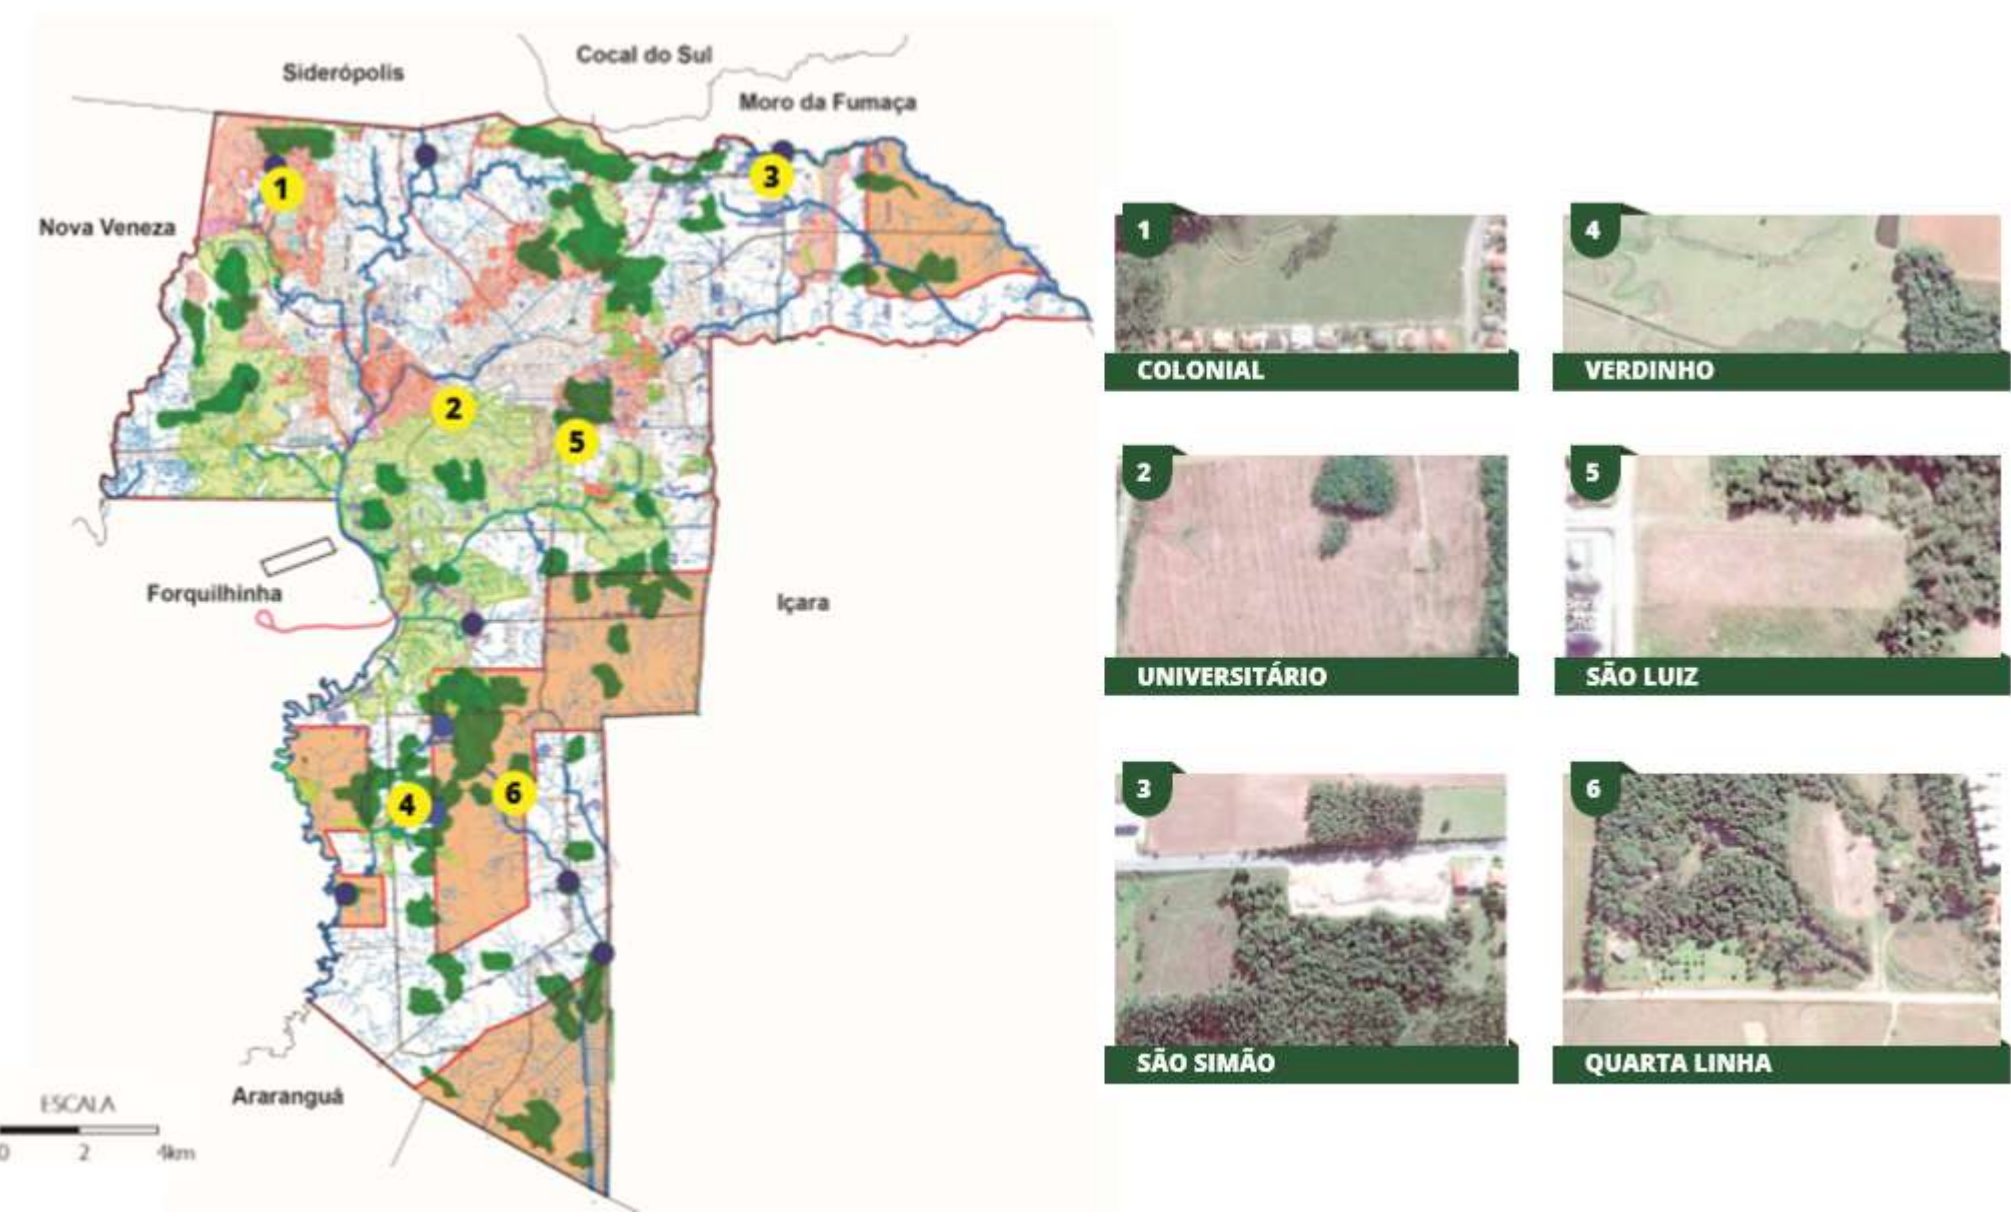 Siderópolis
Cocal do Sul
Moro da Fumaça
Nova Veneza
Forquilhinha
Içara
Araranguá
1
2
3
4
5
6
ESCALA
0 2 4km
1
COLONIAL
2
UNIVERSITÁRIO
3
SÃO SIMÃO
4
VERDINHO
5
SÃO LUIZ
6
QUARTA LINHA